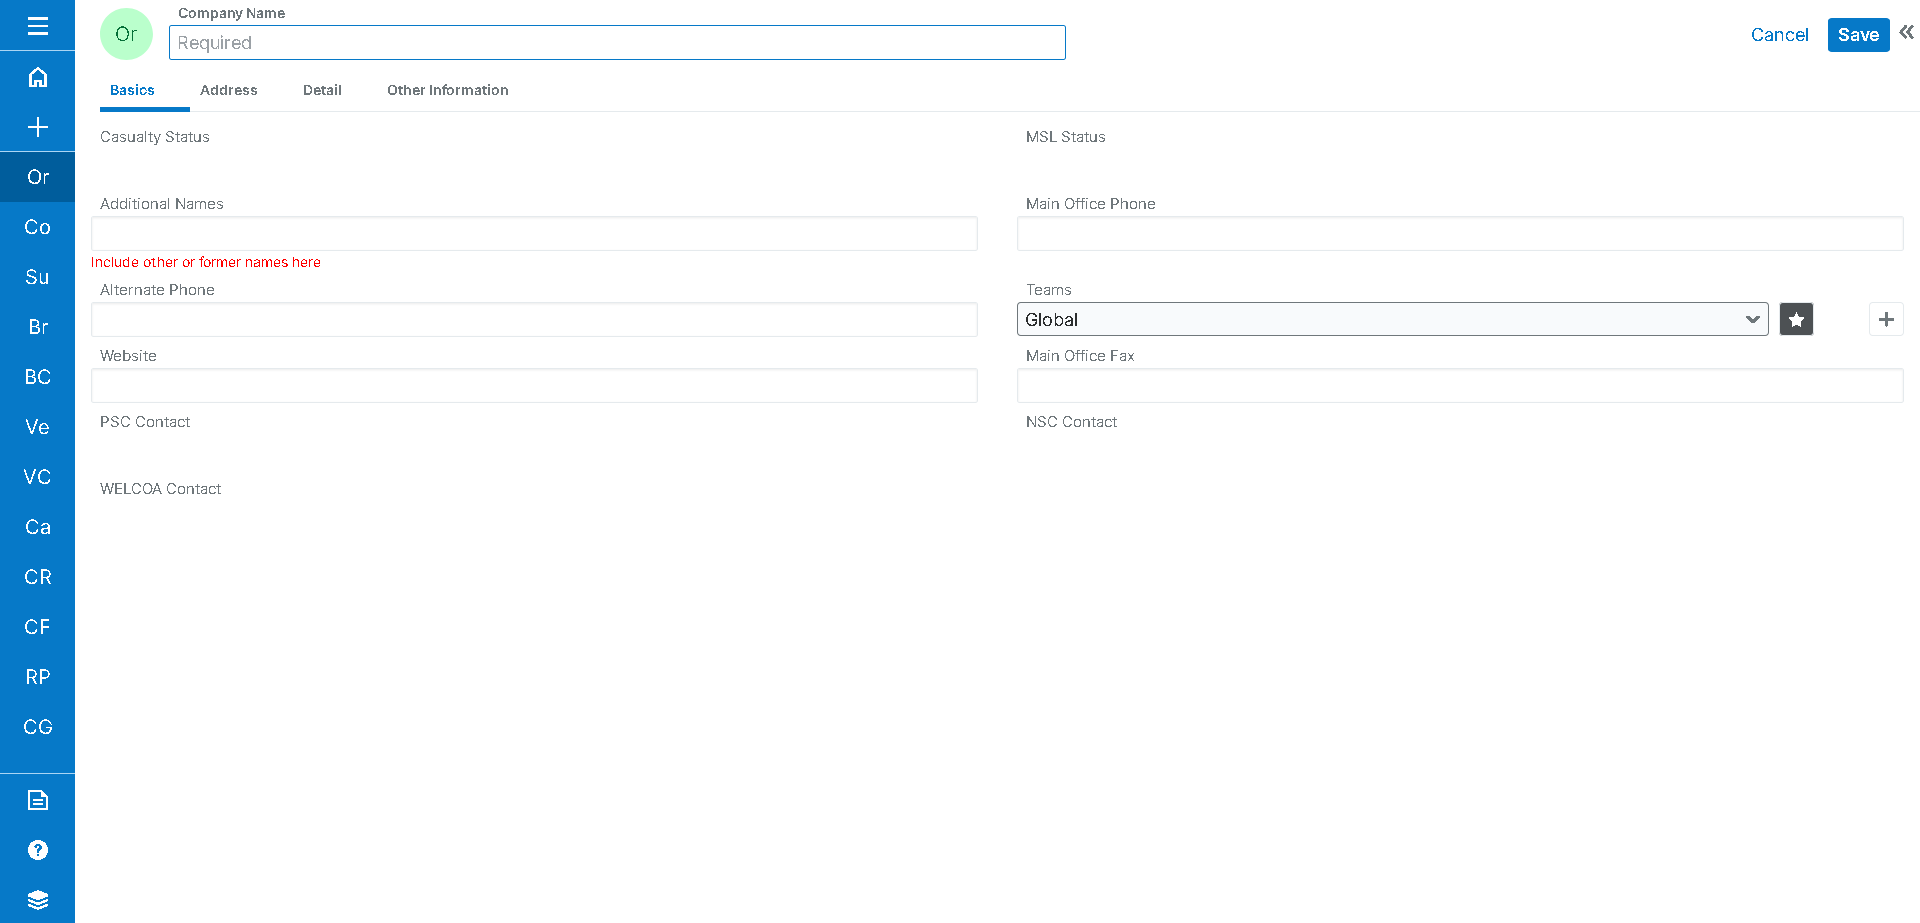 Or
Company Name
Required
Cancel
Save
Basics
Address
Detail
Other Information
Casualty Status
MSL Status
Additional Names
Main Office Phone
Include other or former names here
Alternate Phone
Teams
Global
Website
Main Office Fax
PSC Contact
NSC Contact
WELCOA Contact
Or
Co
Su
Br
BC
Ve
VC
Ca
CR
CF
RP
CG